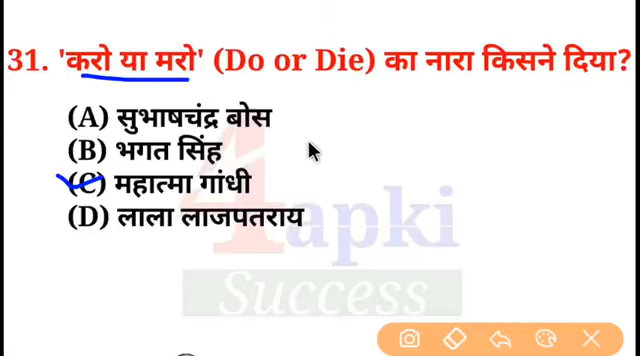 31. 'करो या मरो' (Do or Die) का नारा किसने दिया?
(A) सुभाषचंद्र बोस
(B) भगत सिंह
(C) महात्मा गांधी
(D) लाला लाजपतराय
4apki
Success